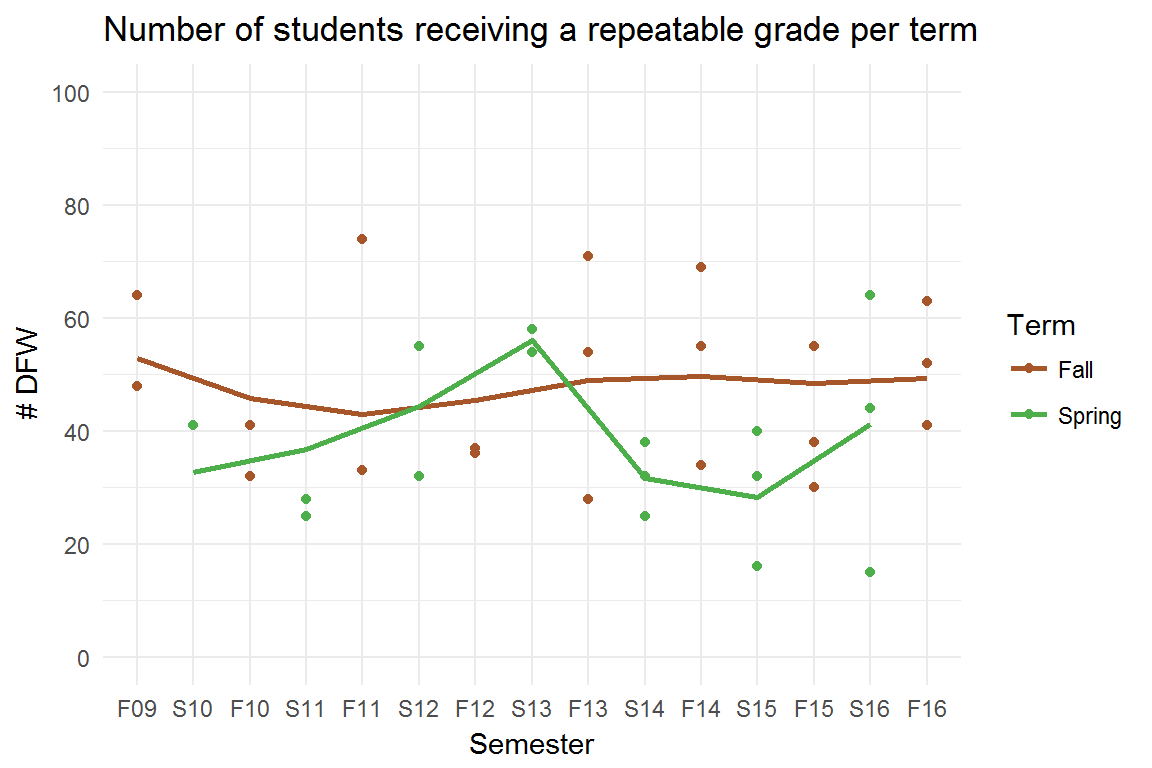 Number of students receiving a repeatable grade per term
# DFW
100
80
60
40
20
0
F09 S10 F10 S11 F11 S12 F12 S13 F13 S14 F14 S15 F15 S16 F16
Semester
Term
Fall
Spring